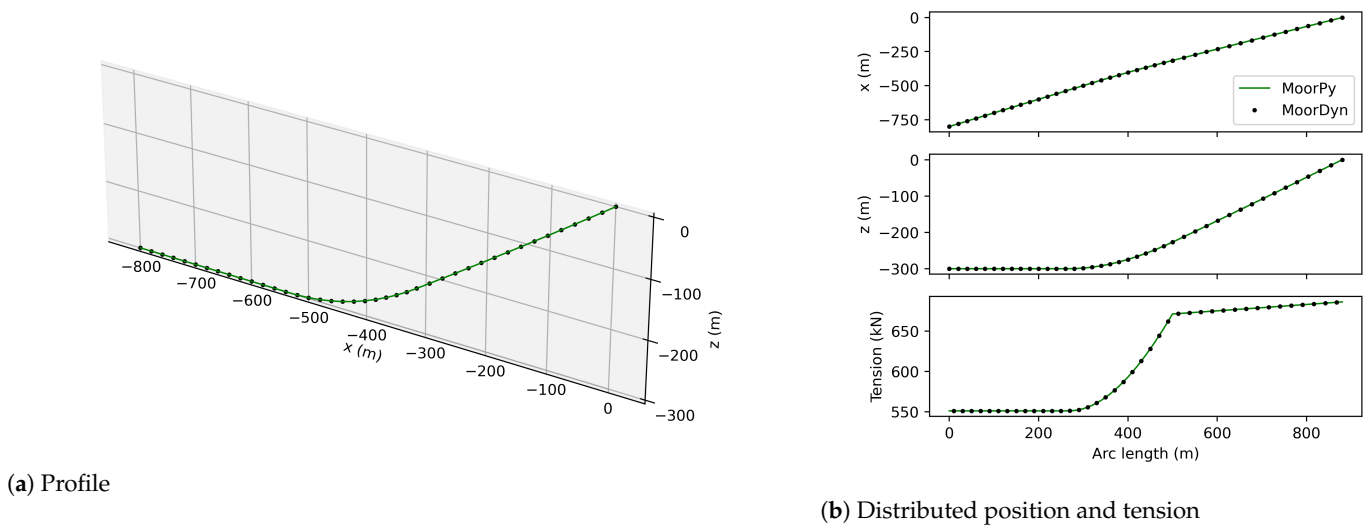 0
−100
−200
−300
z (m)
−800
−700
−600
−500
−400
−300
−200
−100
0
x (m)
(a) Profile
0
−250
−500
−750
x (m)
MoorPy
MoorDyn
0
−100
−200
−300
z (m)
650
600
550
Tension (kN)
0 200 400 600 800
Arc length (m)
(b) Distributed position and tension